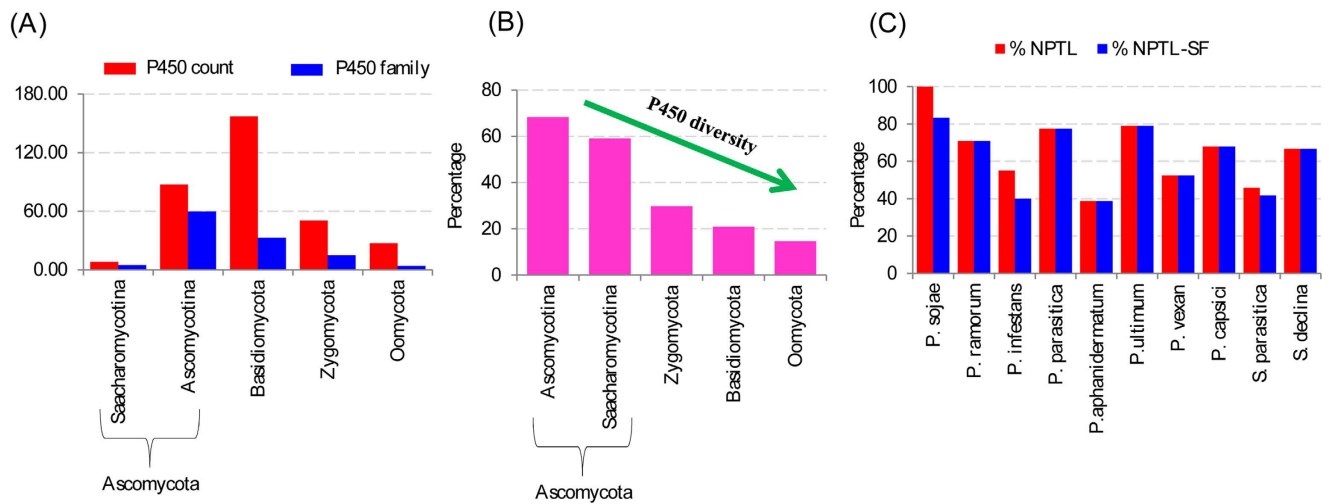 (A)
P450 count
P450 family
180.00
120.00
60.00
0.00
Saacharomycotina
Ascomycotina
Basidiomycota
Zygomycota
Oomycota
Ascomycota
(B)
Percentage
80
60
40
20
0
P450 diversity
Ascomycotina
Saacharomycotina
Zygomycota
Basidiomycota
Oomycota
Ascomycota
(C)
% NPTL
% NPTL-SF
Percentage
100
80
60
40
20
0
P. sojae
P. ramorum
P. infestans
P. parasitica
P.aphanidermatum
P.ultimum
P. vexan
P. capsici
S. parasitica
S. declina